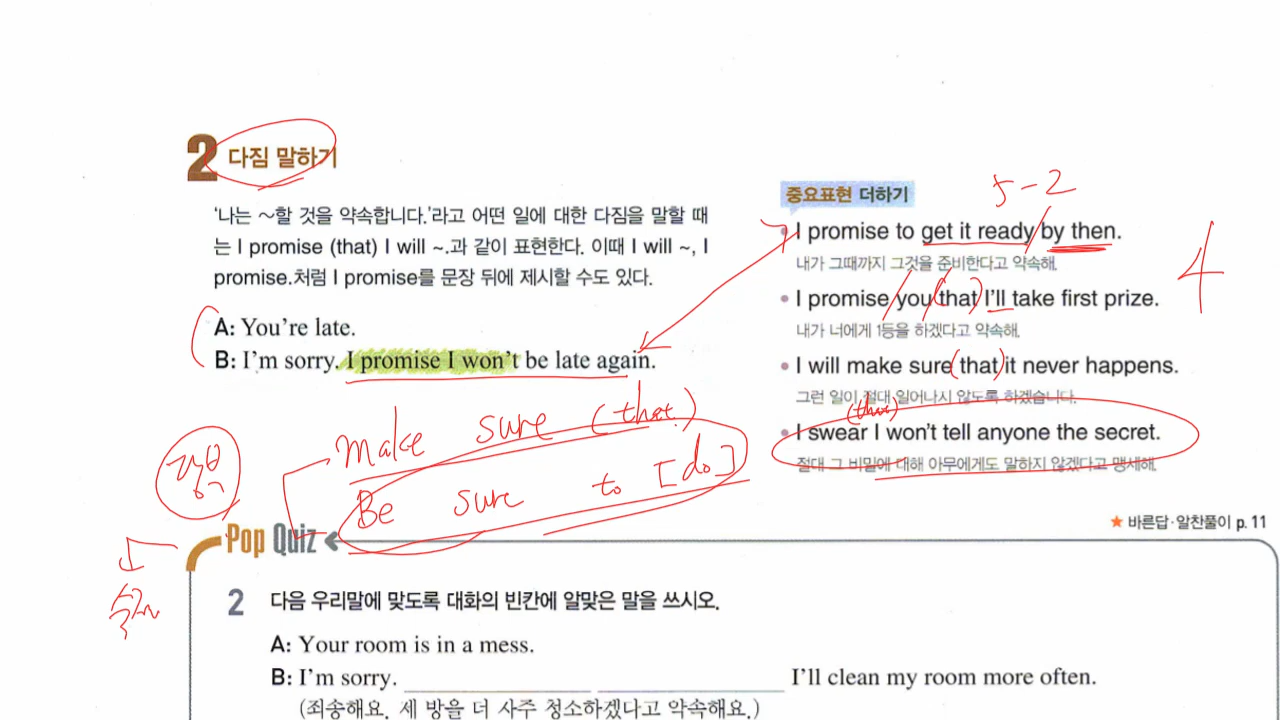 2 다짐 말하기
'나는 ~할 것을 약속합니다.'라고 어떤 일에 대한 다짐을 말할 때
는 I promise (that) I will ~.과 같이 표현한다. 이때 I will ~, I
promise.처럼 I promise를 문장 뒤에 제시할 수도 있다.
A: You're late.
B: I'm sorry. I promise I won't be late again.
Make sure (that)
Be sure to [do]
중요표현 더하기
5-2
• I promise to get it ready by then.
내가 그때까지 그것을 준비한다고 약속해.
4
• I promise you (that) I'll take first prize.
내가 너에게 1등을 하겠다고 약속해.
• I will make sure (that) it never happens.
그런 일이 절대 일어나지 않도록 하겠습니다.
(that)
• I swear I won't tell anyone the secret.
절대 그 비밀에 대해 아무에게도 말하지 않겠다고 맹세해.
★ 바른답·알찬풀이 p. 11
Pop Quiz
2 다음 우리말에 맞도록 대화의 빈칸에 알맞은 말을 쓰시오.
A: Your room is in a mess.
B: I'm sorry. ____________ ____________ I'll clean my room more often.
(죄송해요. 제 방을 더 자주 청소하겠다고 약속해요.)